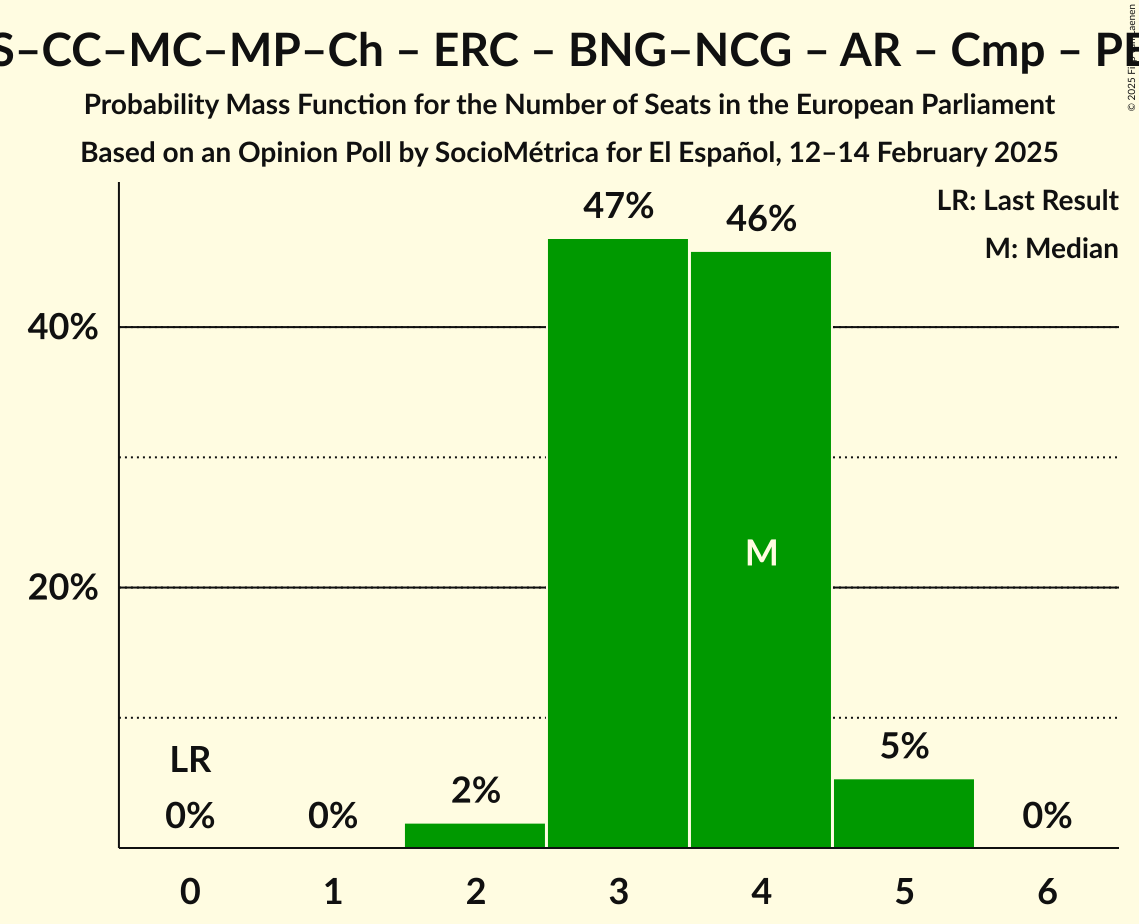 S–CC–MC–MP–Ch – ERC – BNG–NCG – AR – Cmp –
Probability Mass Function for the Number of Seats in the European Parliament
Based on an Opinion Poll by SocioMétrica for El Español, 12–14 February 2025
© 2025
LR: Last Result
M: Median
47%
46%
40%
M
20%
5%
LR
2%
0% 0% 0%
0 1 2 3 4 5 6